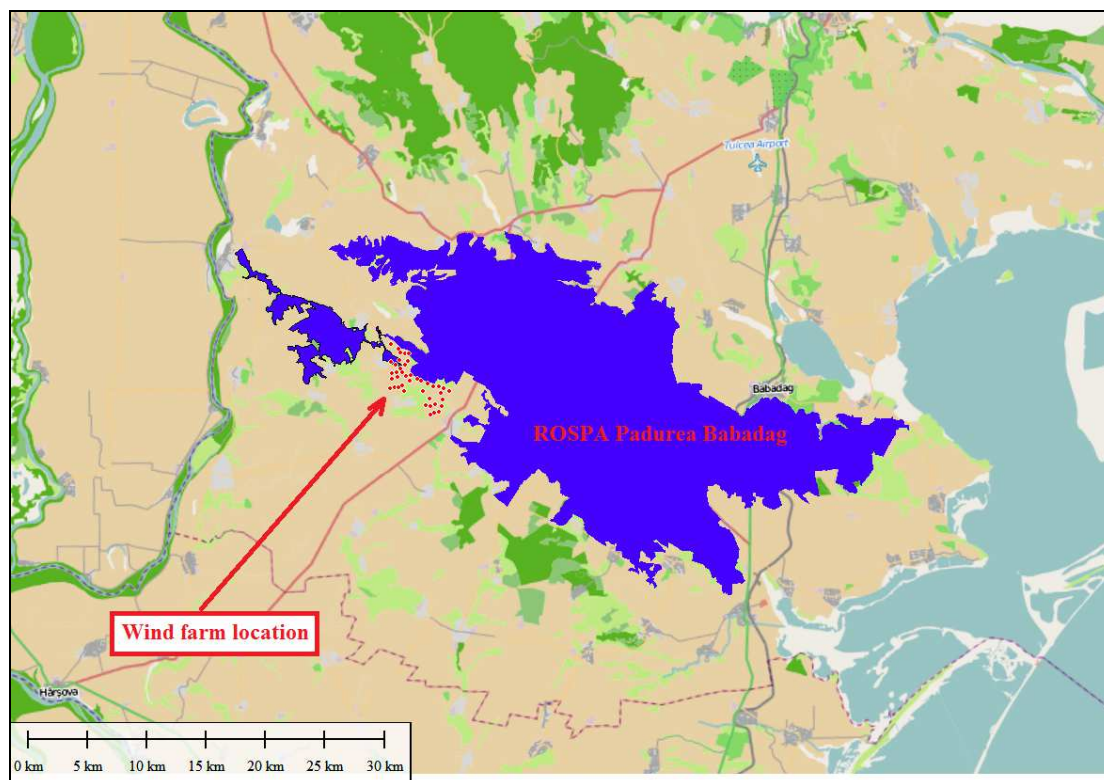 Tulcea Airport
Babadag
ROSPA Padurea Babadag
Wind farm location
Hârșova
0 km 5 km 10 km 15 km 20 km 25 km 30 km